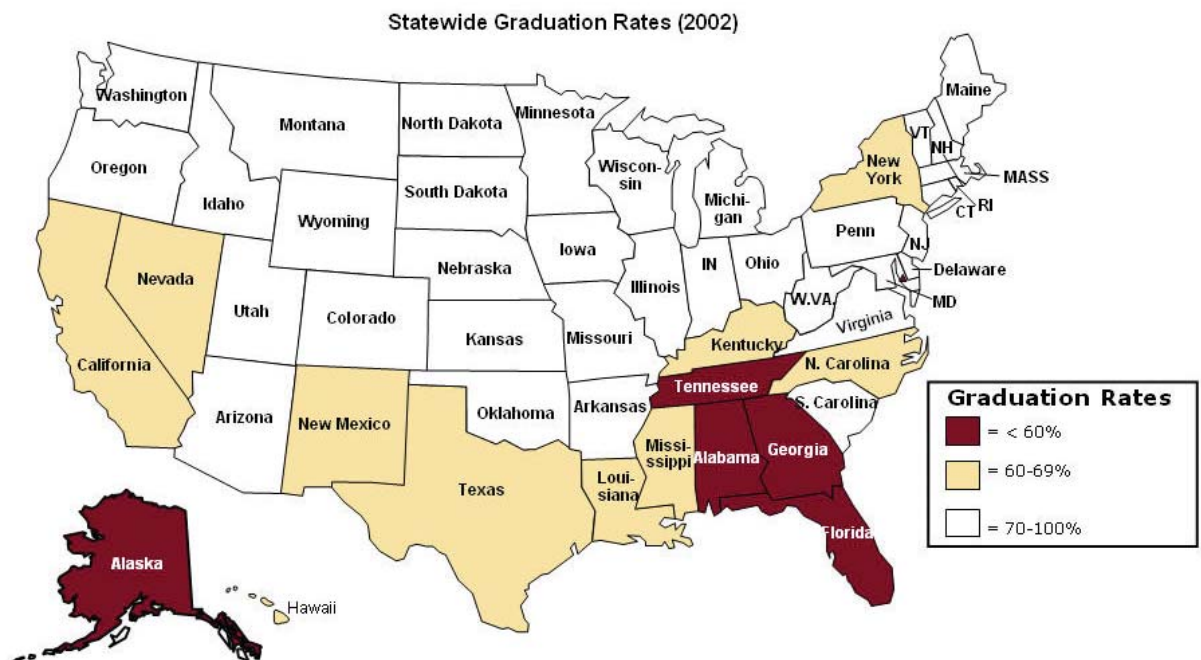 Statewide Graduation Rates (2002)
Washington
Montana
North Dakota
Minnesota
Maine
Oregon
Idaho
Wyoming
South Dakota
Wiscon-
sin
Michi-
gan
New
York
VT
NH
MASS
RI
CT
Nevada
Utah
Colorado
Nebraska
Iowa
Illinois
IN
Ohio
Penn
NJ
Delaware
MD
W.VA.
Virginia
California
Kansas
Missouri
Kentucky
N. Carolina
Tennessee
Arizona
New Mexico
Oklahoma
Arkansas
S. Carolina
Texas
Loui-
siana
Missi-
ssippi
Alabama
Georgia
Florida
Alaska
Hawaii
Graduation Rates
= < 60%
= 60-69%
= 70-100%